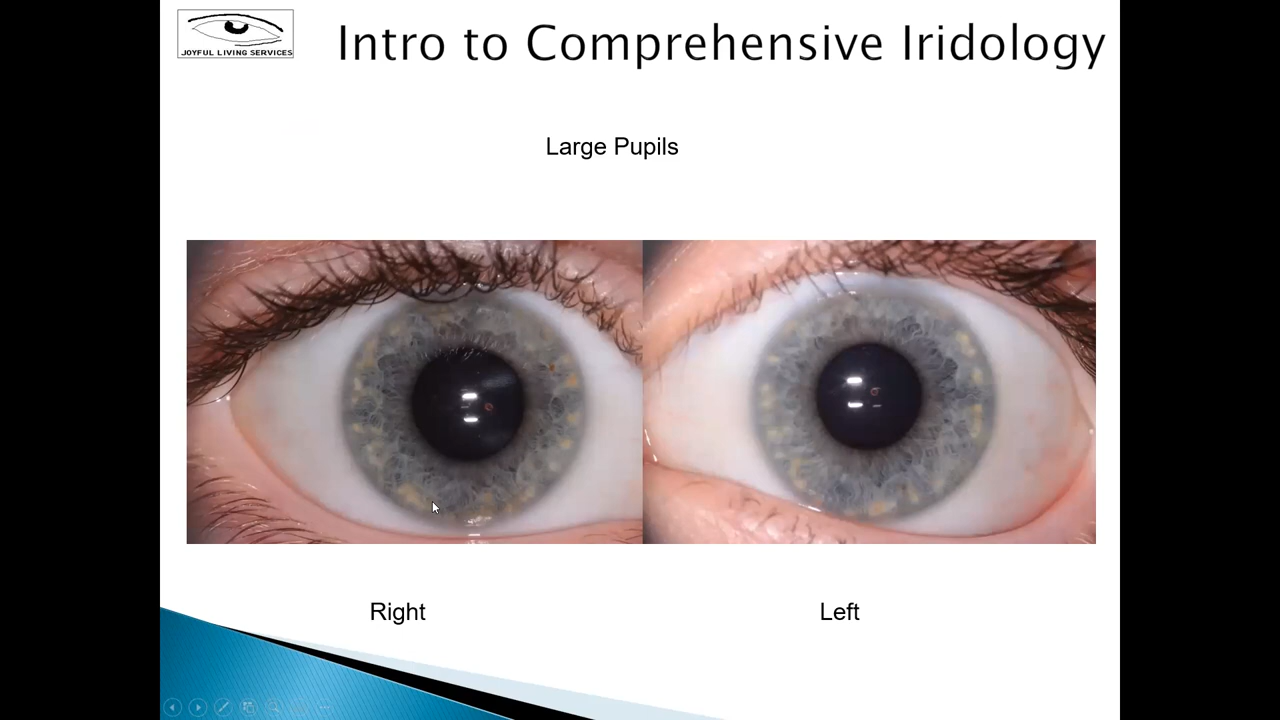 JOYFUL LIVING SERVICES
Intro to Comprehensive Iridology
Large Pupils
Right
Left